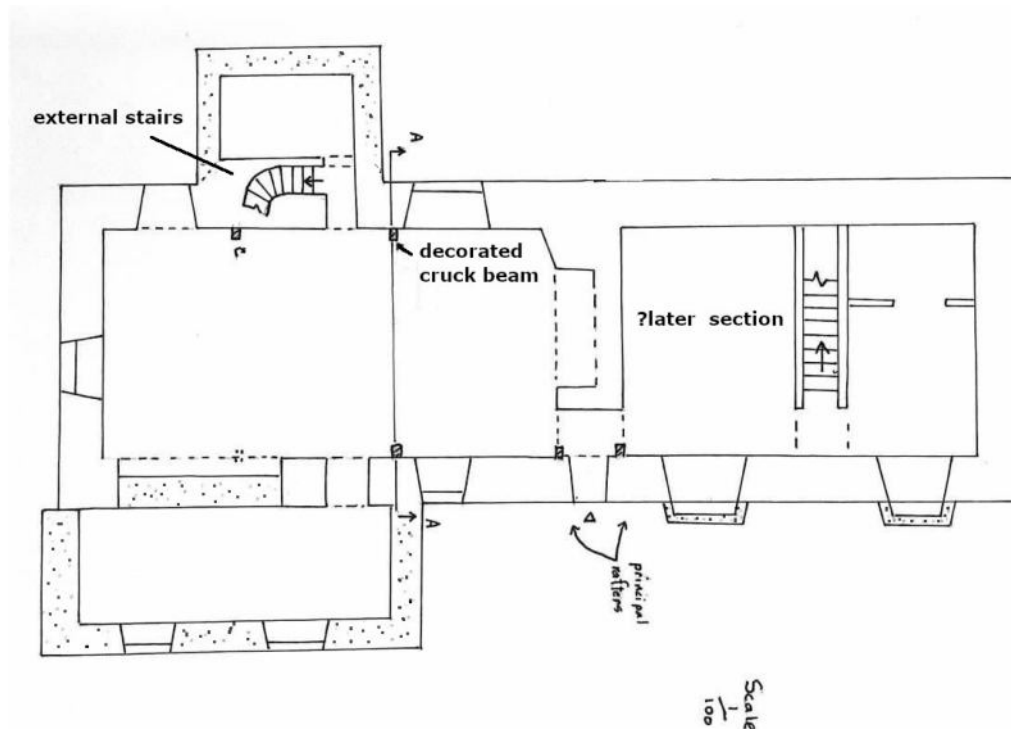 external stairs
A
decorated
cruck beam
?later section
A
principal
rafters
Scale
1
100